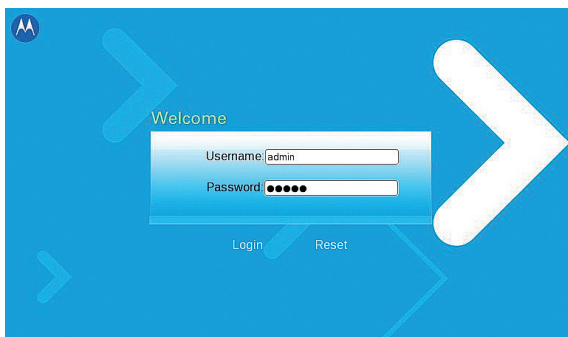 Welcome
Username: admin
Password: ●●●●●
Login Reset